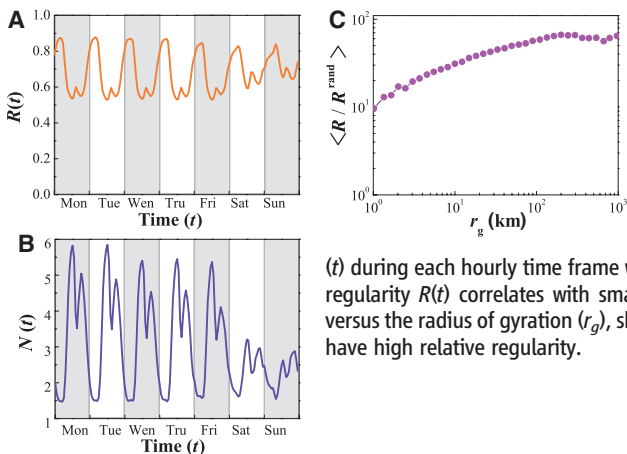 A
1.0
0.8
0.6
0.4
0.2
0.0
R(t)
Mon Tue Wen Tru Fri Sat Sun
Time (t)
B
6
5
4
3
2
1
N (t)
Mon Tue Wen Tru Fri Sat Sun
Time (t)
C
10²
10¹
10⁰
<R / R^rand >
10⁰ 10¹ 10² 10³
r_g (km)
(t) during each hourly time frame
regularity R(t) correlates with
versus the radius of gyration (r_g),
have high relative regularity.